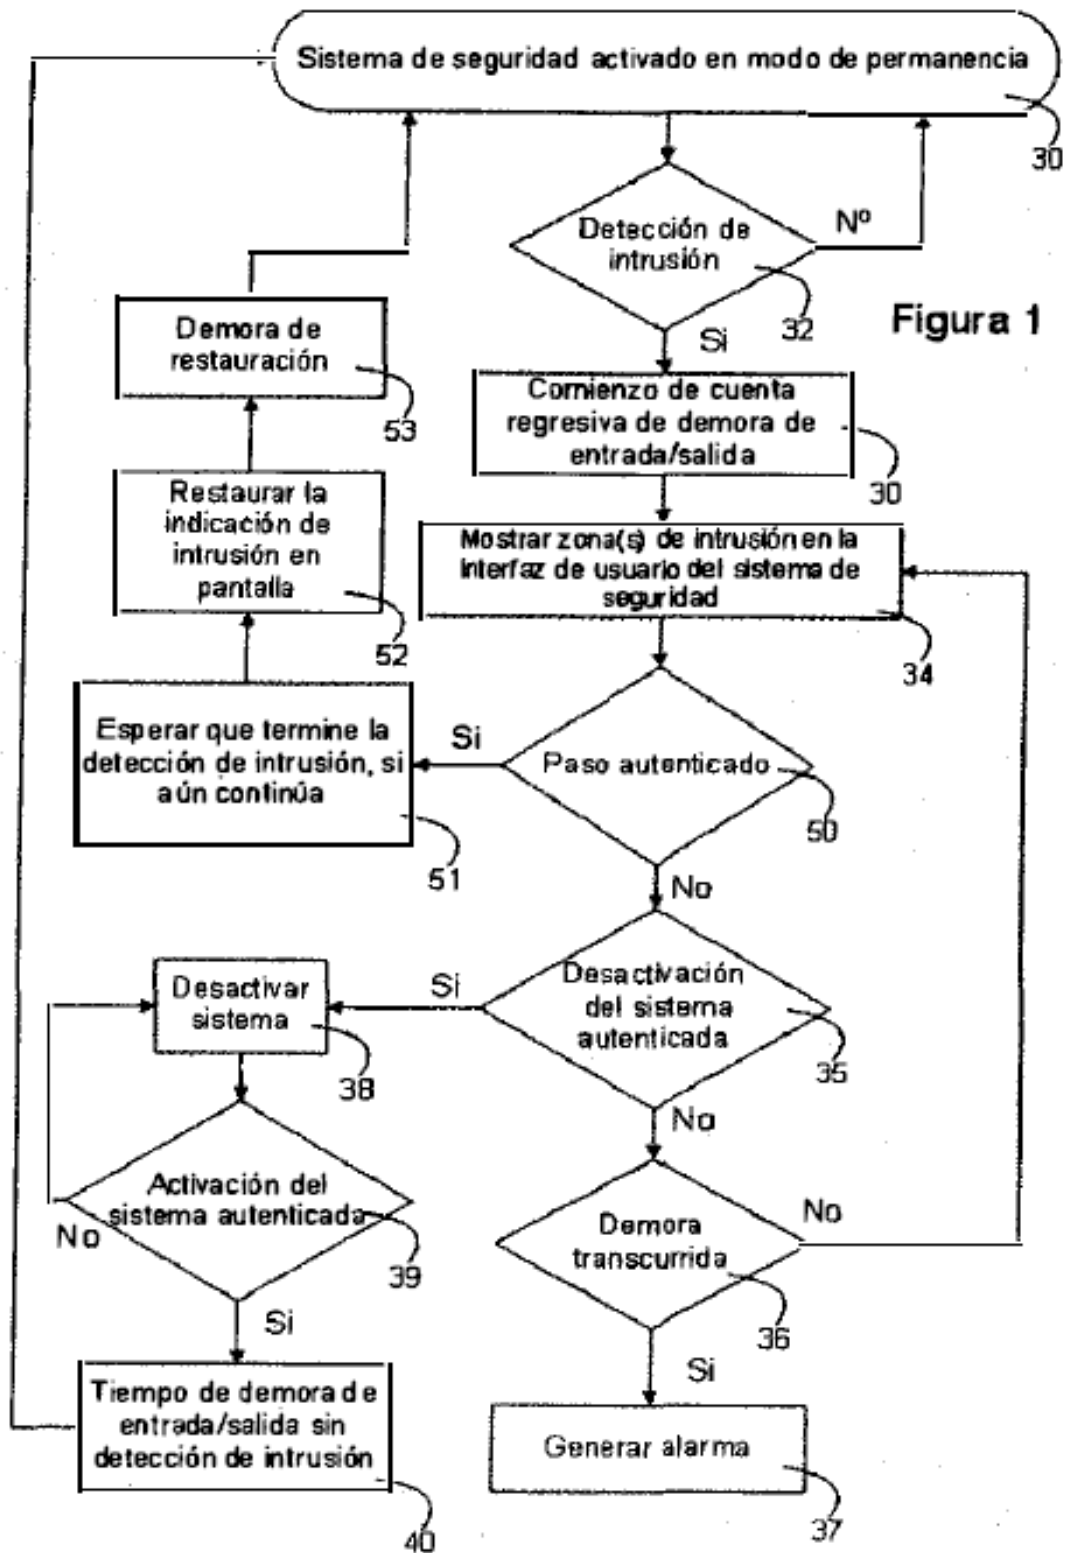 Sistema de seguridad activado en modo de permanencia
30
Detección de
intrusión
Nº
32
Figura 1
Si
Demora de
restauración
53
Comienzo de cuenta
regresiva de demora de
entrada/salida
30
Restaurar la
indicación de
intrusión en
pantalla
52
Mostrar zona(s) de intrusión en la
interfaz de usuario del sistema de
seguridad
34
Esperar que termine la
detección de intrusión, si
aún continúa
51
Si
Paso autenticado
50
No
Desactivar
sistema
38
Si
Desactivación
del sistema
autenticada
35
No
Activación del
sistema autenticada
39
No
Si
Demora
transcurrida
36
No
Si
Tiempo de demora de
entrada/salida sin
detección de intrusión
40
Generar alarma
37